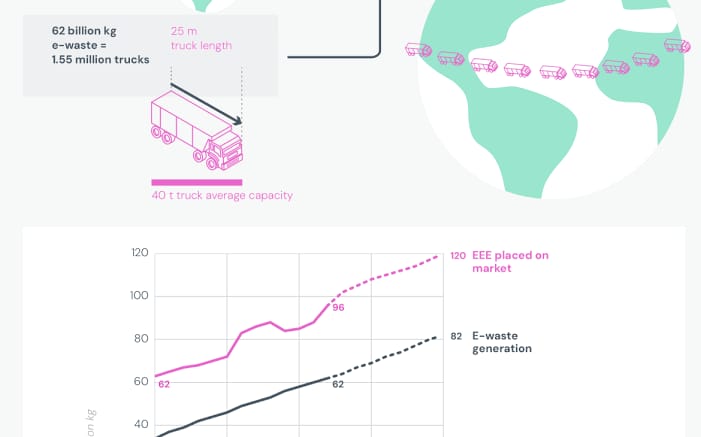 62 billion kg
e-waste =
1.55 million trucks
25 m
truck length
40 t truck average capacity
120
100
80
60
40
on kg
62
96
120 EEE placed on
market
62
82 E-waste
generation